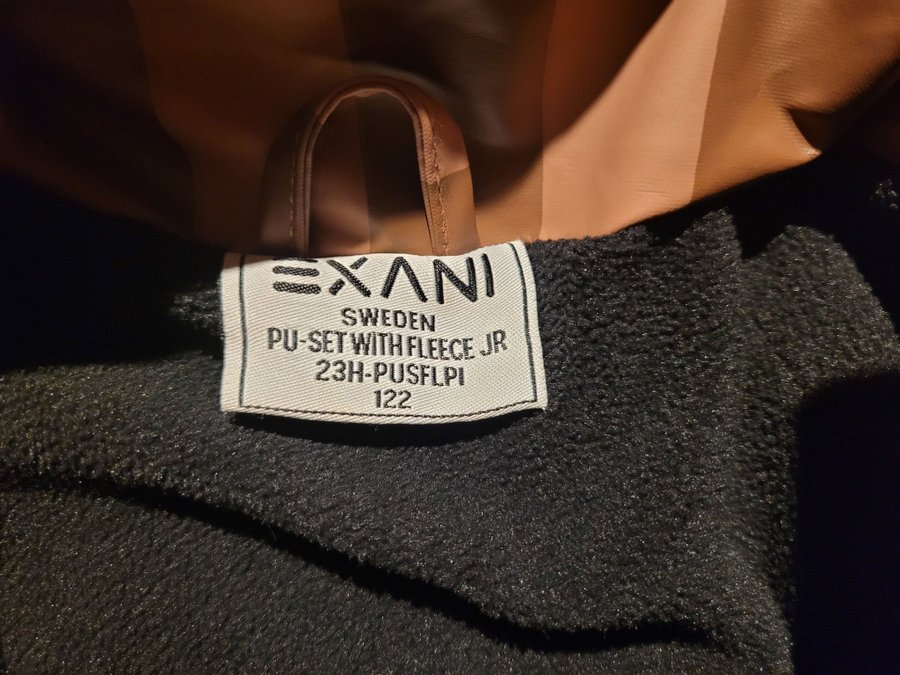 EXANI
SWEDEN
PU-SET WITH FLEECE JR
23H-PUSFLPI
122